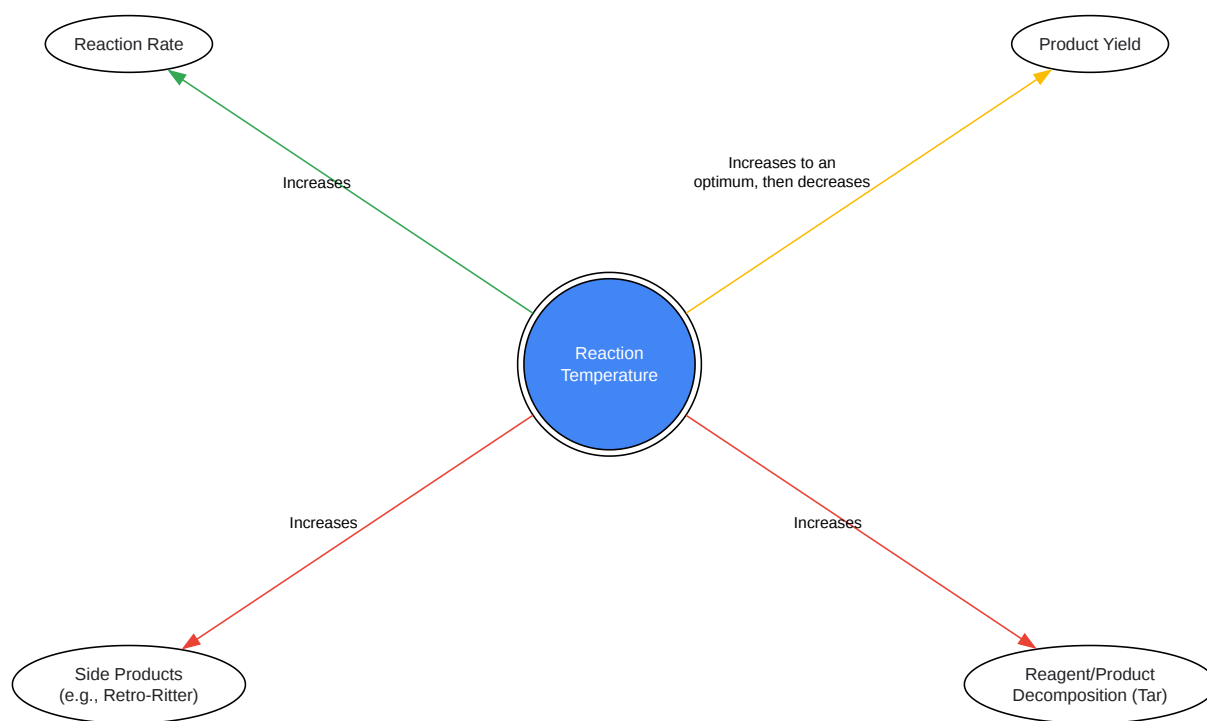 Reaction Rate
Product Yield
Increases to an
optimum, then decreases
Increases
Reaction
Temperature
Increases
Increases
Side Products
(e.g., Retro-Ritter)
Reagent/Product
Decomposition (Tar)